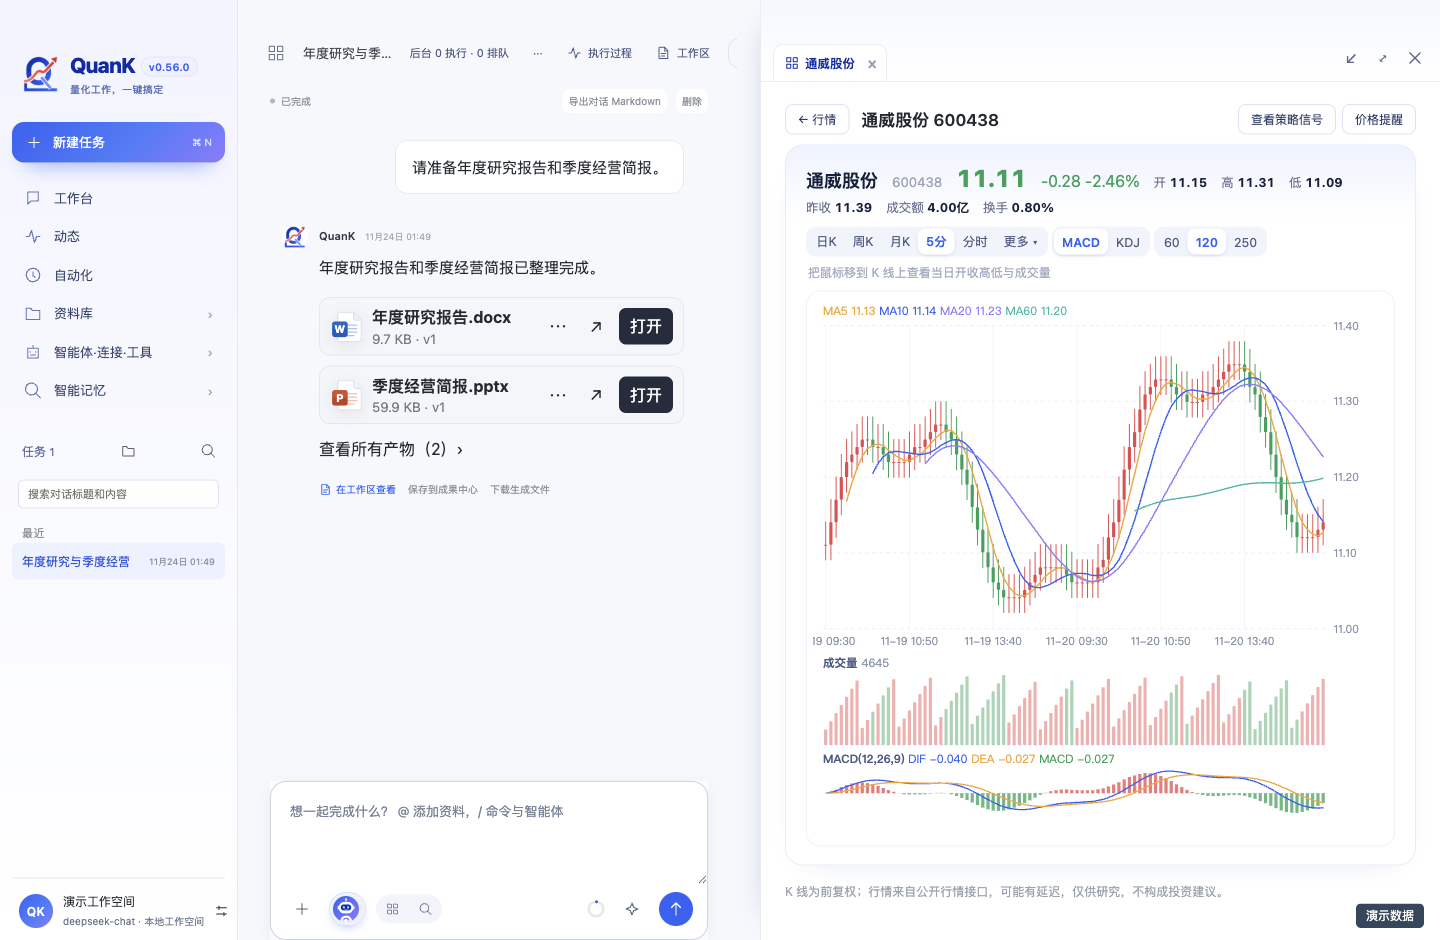 QuanK v0.56.0
量化工作，一键搞定
新建任务 ⌘ N
工作台
动态
自动化
资料库
智能体·连接·工具
智能记忆
任务 1
搜索对话标题和内容
最近
年度研究与季度经营 11月24日 01:49
演示工作空间
deepseek-chat · 本地工作空间
QK
年度研究与季... 后台 0 执行 · 0 排队 ... 执行过程 工作区
已完成 导出对话 Markdown 删除
请准备年度研究报告和季度经营简报。
QuanK 11月24日 01:49
年度研究报告和季度经营简报已整理完成。
年度研究报告.docx
9.7 KB · v1
打开
季度经营简报.pptx
59.9 KB · v1
打开
查看所有产物（2）›
在工作区查看 保存到成果中心 下载生成文件
想一起完成什么？ @ 添加资料，/ 命令与智能体
通威股份 ×
← 行情 通威股份 600438 查看策略信号 价格提醒
通威股份 600438 11.11 -0.28 -2.46% 开 11.15 高 11.31 低 11.09
昨收 11.39 成交额 4.00亿 换手 0.80%
日K 周K 月K 5分 分时 更多 MACD KDJ 60 120 250
把鼠标移到 K 线上查看当日开收高低与成交量
MA5 11.13 MA10 11.14 MA20 11.23 MA60 11.20
11.40
11.30
11.20
11.10
11.00
19 09:30 11-19 10:50 11-19 13:40 11-20 09:30 11-20 10:50 11-20 13:40
成交量 4645
MACD(12,26,9) DIF -0.040 DEA -0.027 MACD -0.027
K 线为前复权；行情来自公开行情接口，可能有延迟，仅供研究，不构成投资建议。
演示数据